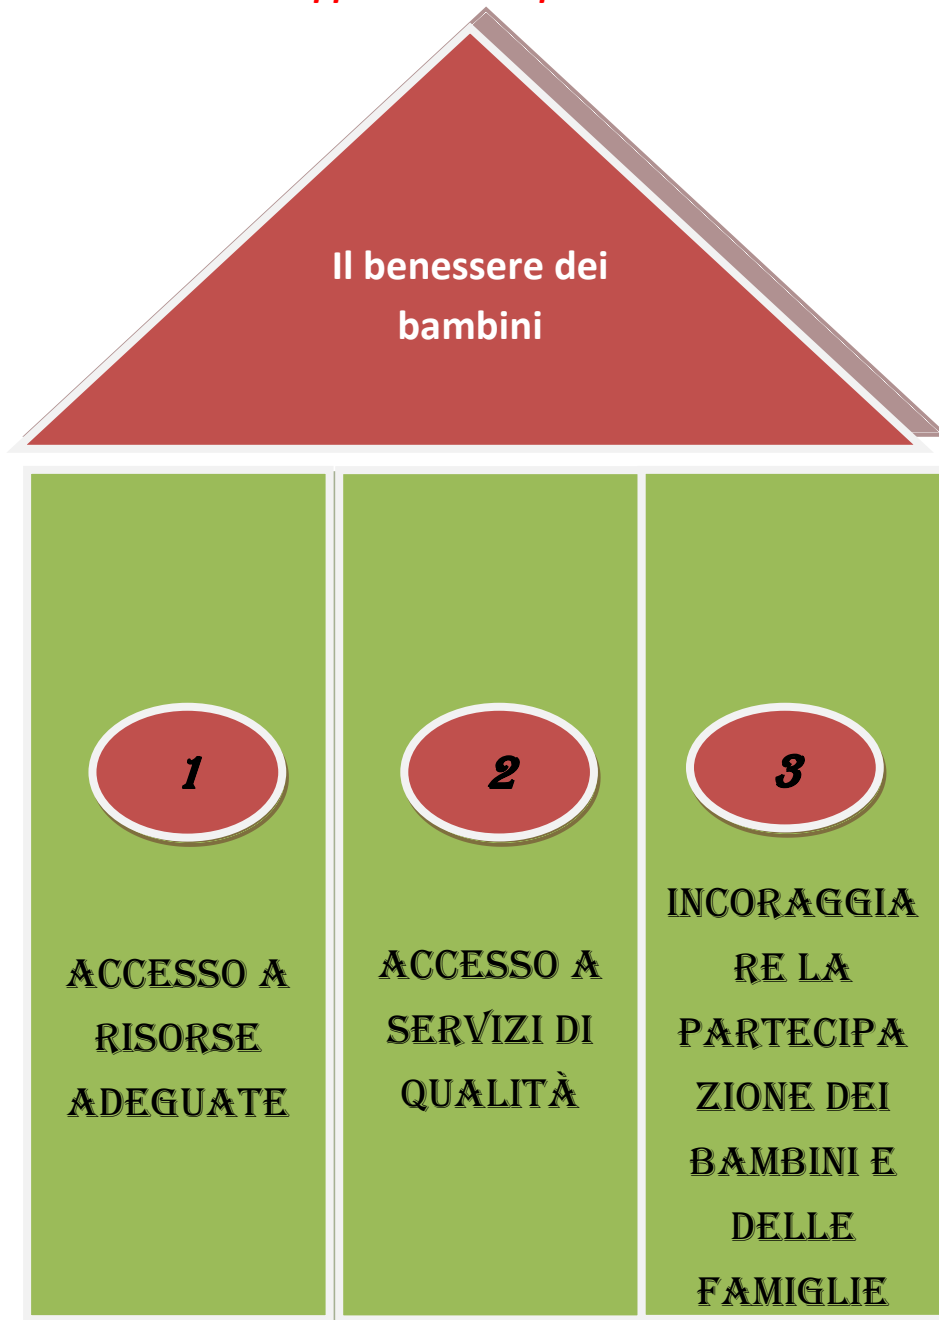 Il benessere dei
bambini
1
ACCESSO A
RISORSE
ADEGUATE
2
ACCESSO A
SERVIZI DI
QUALITÀ
3
INCORAGGIA
RE LA
PARTECIPA
ZIONE DEI
BAMBINI E
DELLE
FAMIGLIE